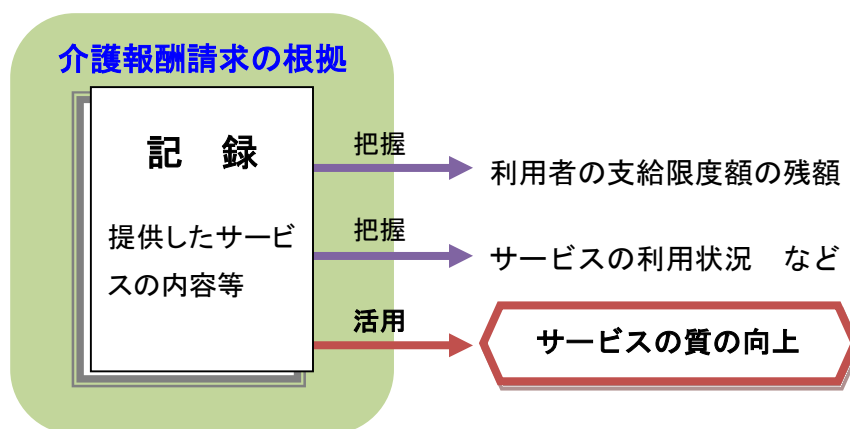 介護報酬請求の根拠
記　録
提供したサービ
スの内容等
把握
利用者の支給限度額の残額
把握
サービスの利用状況　など
活用
サービスの質の向上